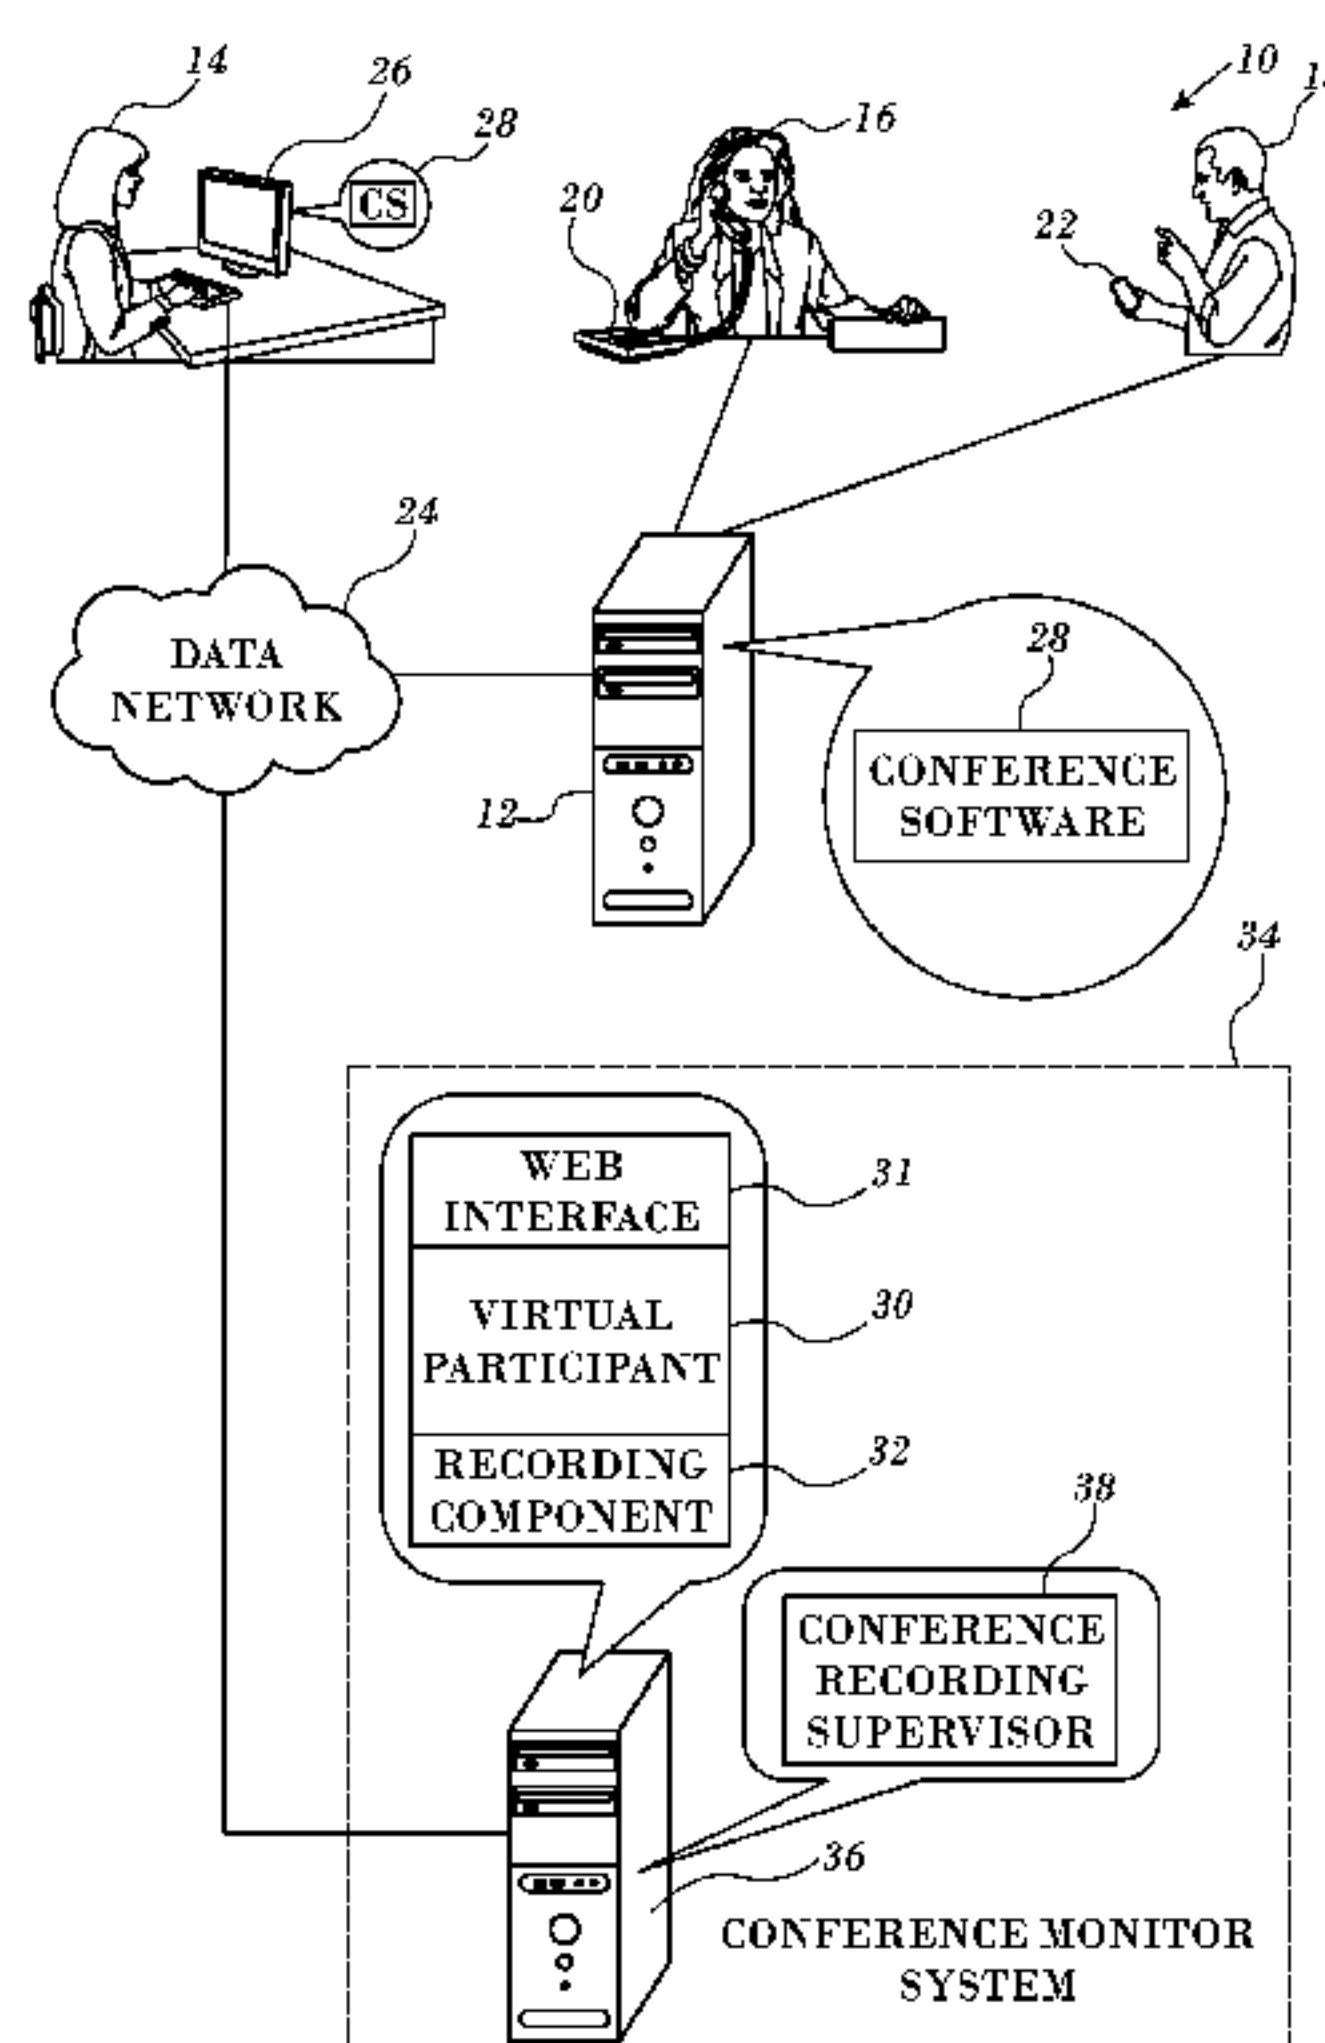 14
26
28
CS
16
20
10
22
24
DATA
NETWORK
12
28
CONFERENCE
SOFTWARE
34
WEB
INTERFACE
31
VIRTUAL
PARTICIPANT
30
RECORDING
COMPONENT
32
38
CONFERENCE
RECORDING
SUPERVISOR
36
CONFERENCE MONITOR
SYSTEM